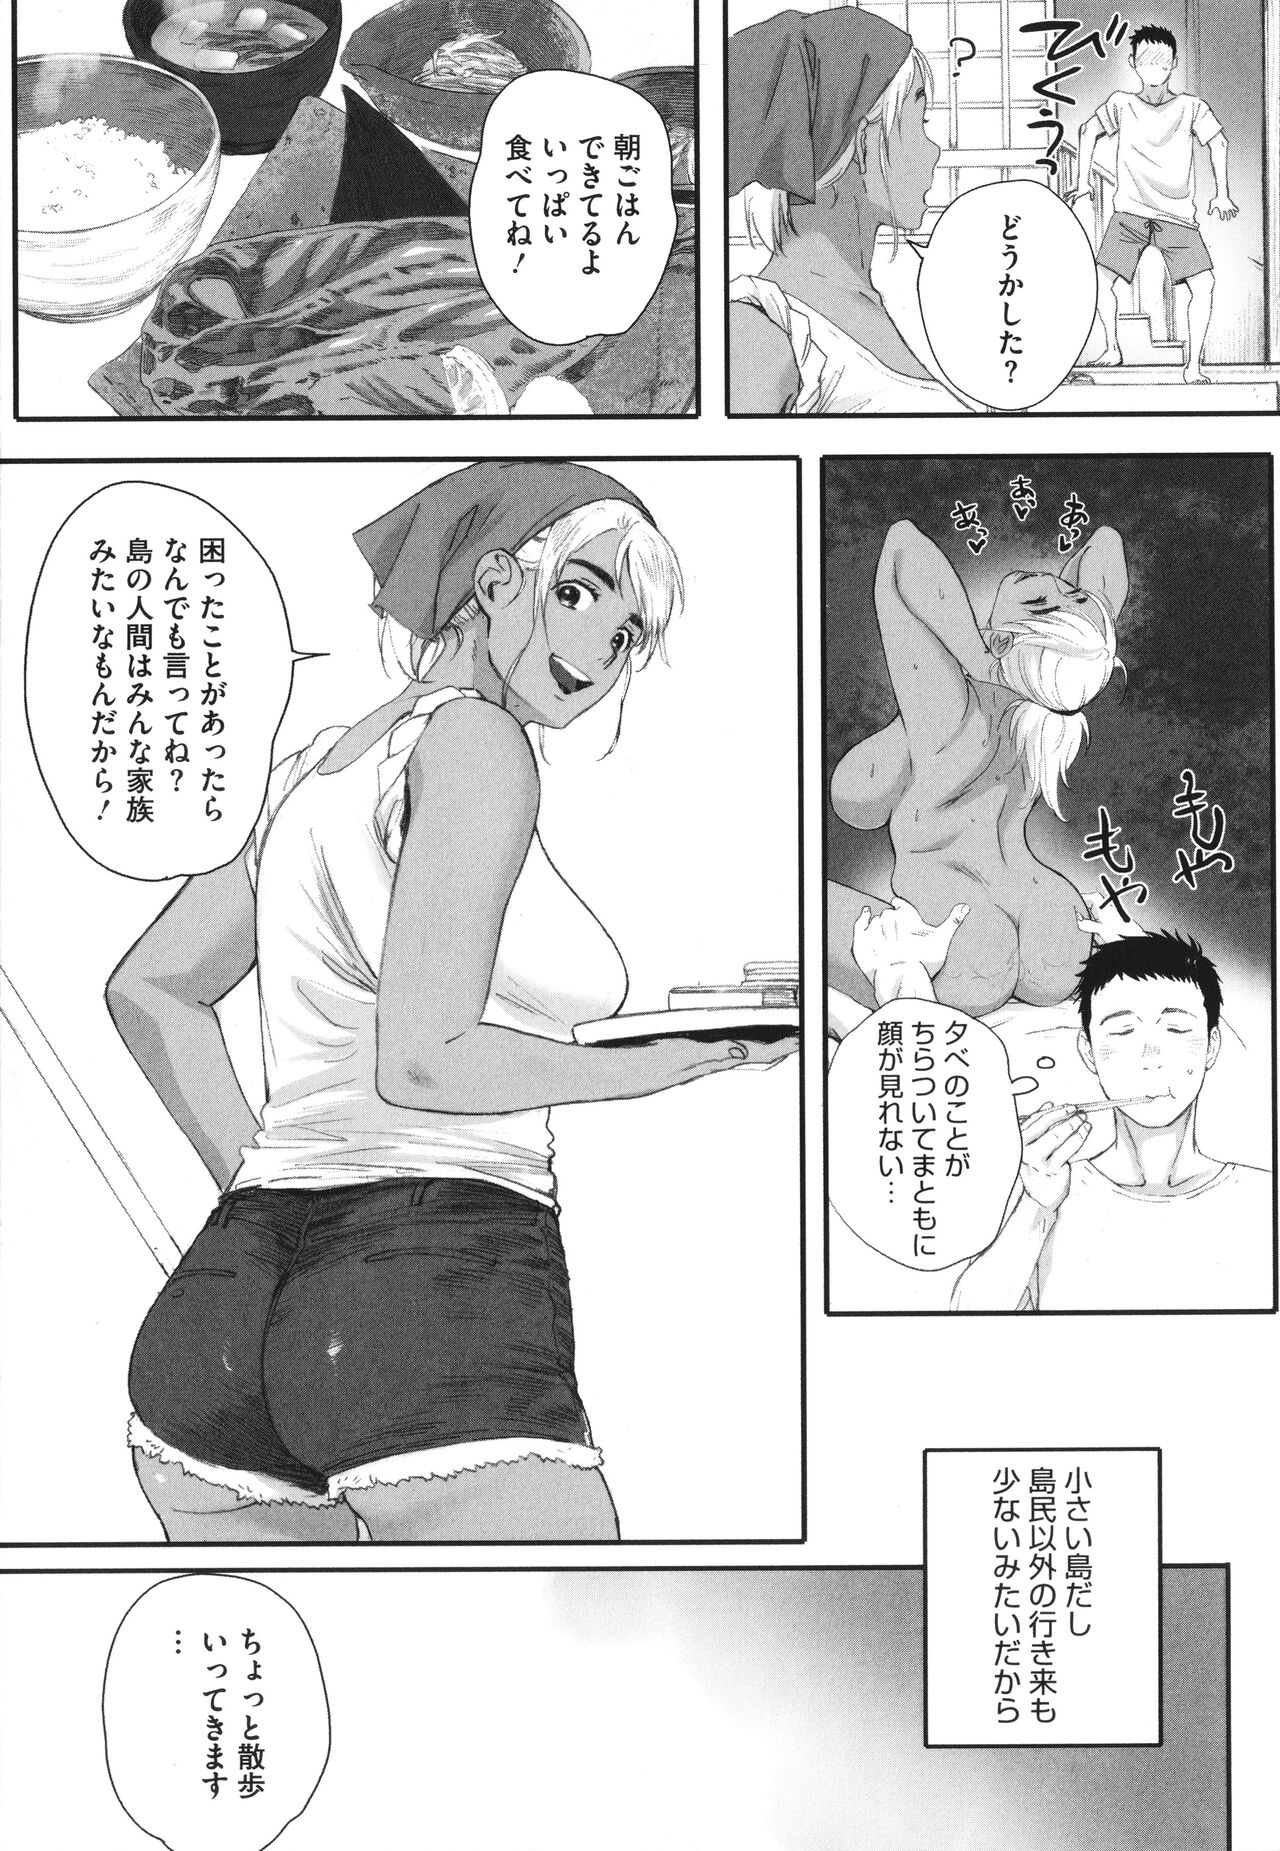 びくうっ
？
どうかした？
朝ごはん
できてるよ
いっぱい
食べてね！
あっ♥
あぃ♥
あっ♥
もや
もや
夕べのことが
ちらついてまともに
顔が見れない…
困ったことがあったら
なんでも言ってね？
島の人間はみんな家族
みたいなもんだから！
小さい島だし
島民以外の行き来も
少ないみたいだから
ちょっと散歩
いってきます
…